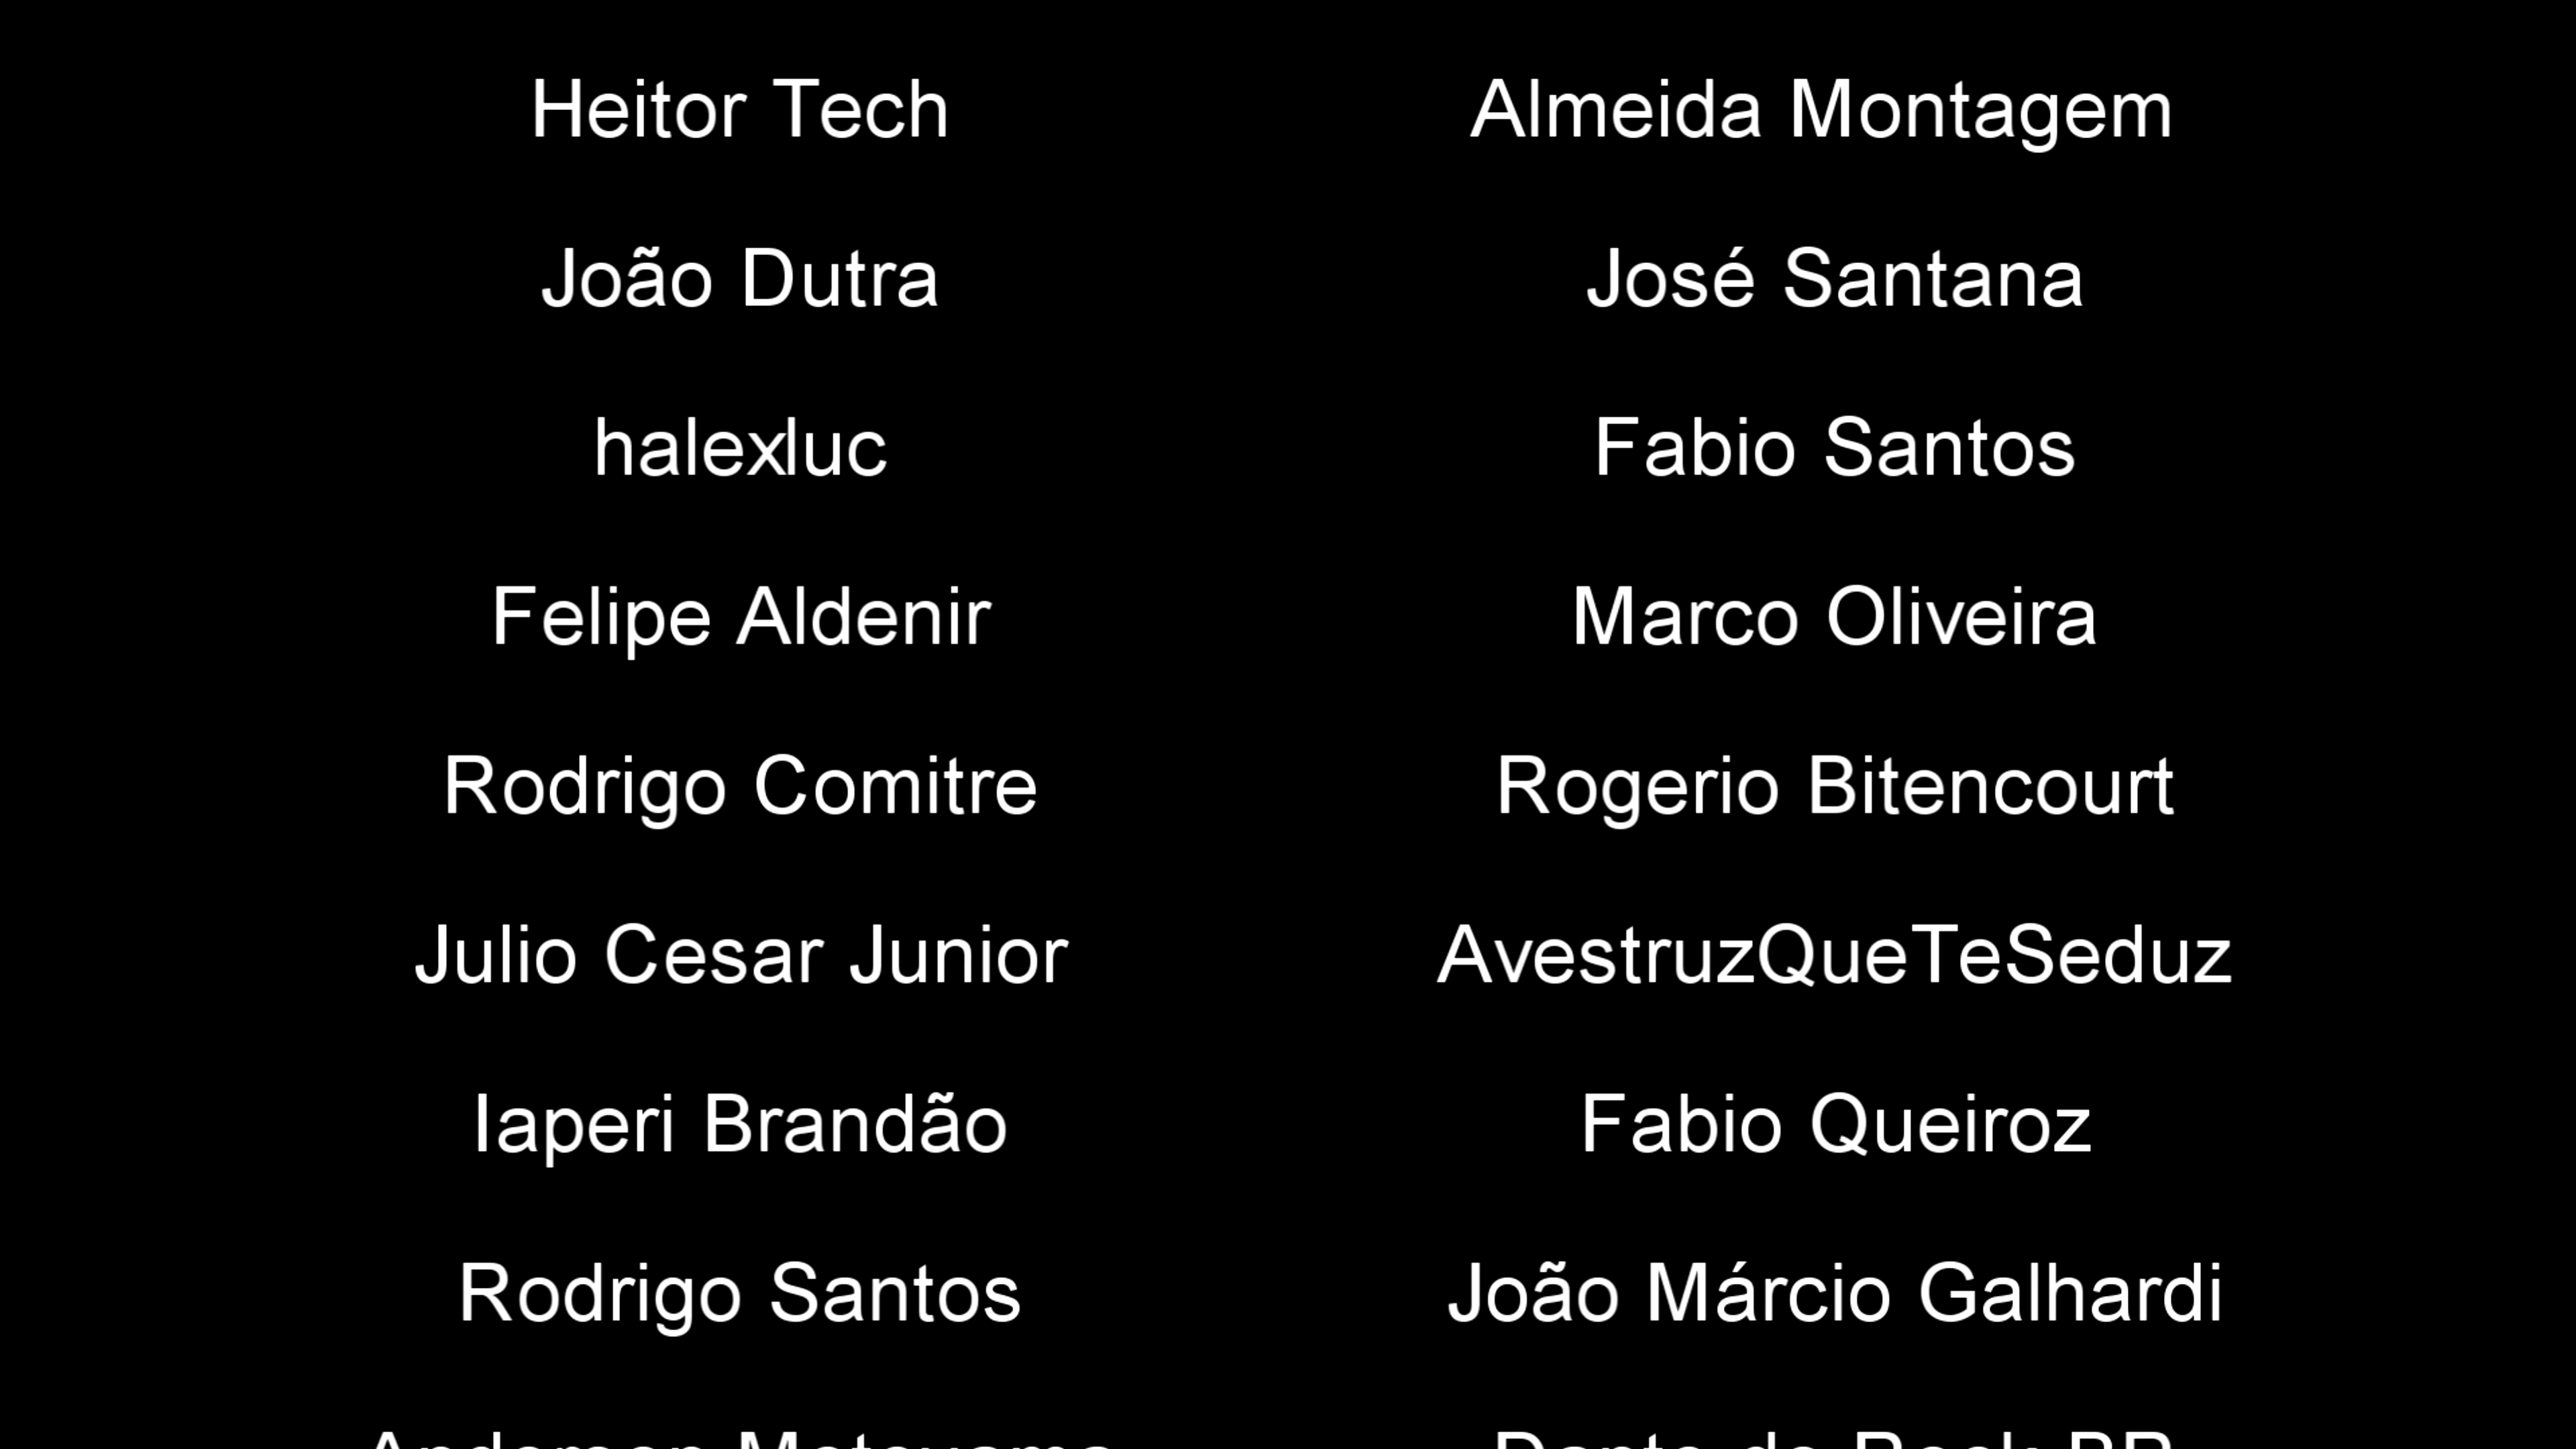 Heitor Tech
Almeida Montagem
João Dutra
José Santana
halexluc
Fabio Santos
Felipe Aldenir
Marco Oliveira
Rodrigo Comitre
Rogerio Bitencourt
Julio Cesar Junior
AvestruzQueTeSeduz
Iaperi Brandão
Fabio Queiroz
Rodrigo Santos
João Márcio Galhardi